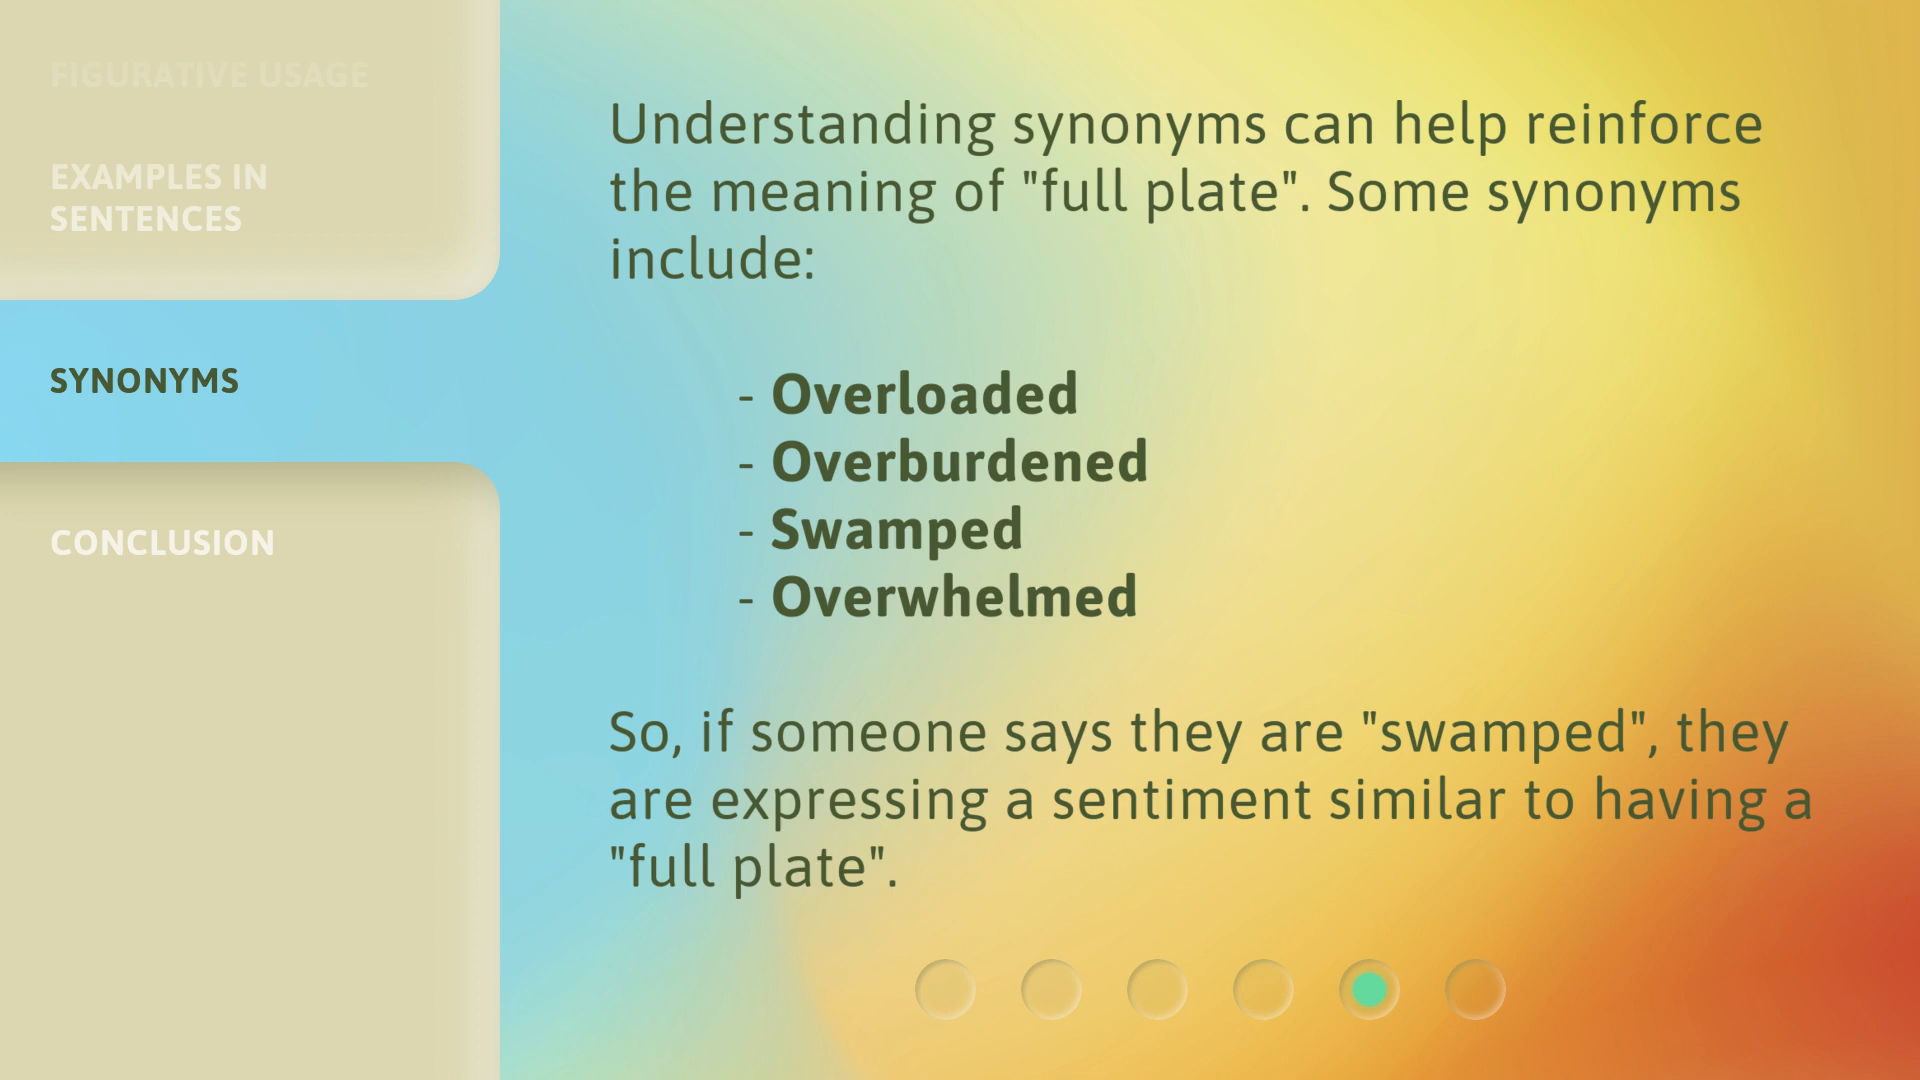 FIGURATIVE USAGE
EXAMPLES IN
SENTENCES
SYNONYMS
CONCLUSION
Understanding synonyms can help reinforce
the meaning of "full plate". Some synonyms
include:
- Overloaded
- Overburdened
- Swamped
- Overwhelmed
So, if someone says they are "swamped", they
are expressing a sentiment similar to having a
"full plate".